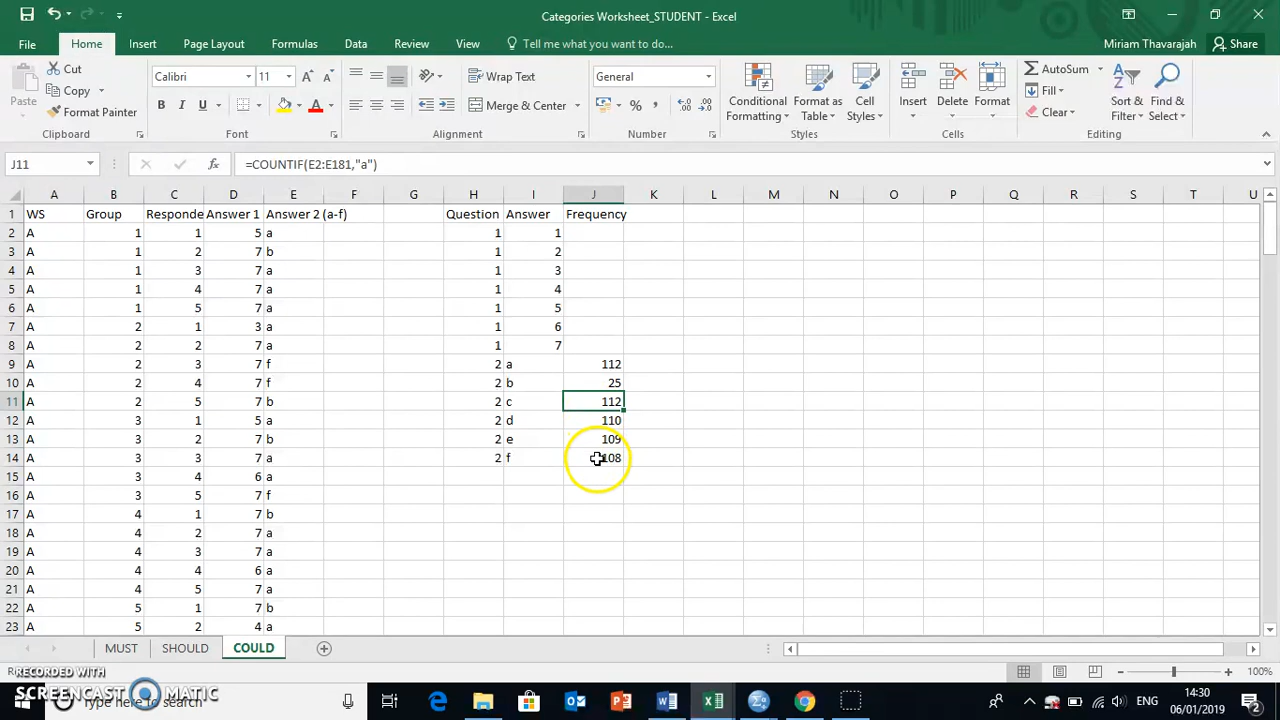 Categories Worksheet_STUDENT - Excel
File Home Insert Page Layout Formulas Data Review View Tell me what you want to do... Miriam Thavarajah Share
Paste Cut Copy Format Painter
Calibri 11 A A B I U A
Wrap Text Merge & Center
General % ,
Conditional Formatting Format as Table Cell Styles
Insert Delete Format
AutoSum Fill Clear Sort & Filter Find & Select
Clipboard Font Alignment Number Styles Cells Editing
J11 fx =COUNTIF(E2:E181,"a")
A B C D E F G H I J K L M N O P Q R S T U
1 WS Group Responde Answer 1 Answer 2 (a-f) Question Answer Frequency
2 A 1 1 5 a 1 1
3 A 1 2 7 b 1 2
4 A 1 3 7 a 1 3
5 A 1 4 7 a 1 4
6 A 1 5 7 a 1 5
7 A 2 1 3 a 1 6
8 A 2 2 7 a 1 7
9 A 2 3 7 f 2 a 112
10 A 2 4 7 f 2 b 25
11 A 2 5 7 b 2 c 112
12 A 3 1 5 a 2 d 110
13 A 3 2 7 b 2 e 109
14 A 3 3 7 a 2 f 108
15 A 3 4 6 a
16 A 3 5 7 f
17 A 4 1 7 b
18 A 4 2 7 a
19 A 4 3 7 a
20 A 4 4 6 a
21 A 4 5 7 a
22 A 5 1 7 b
23 A 5 2 4 a
MUST SHOULD COULD
RECORDED WITH
SCREENCAST MATIC
100%
Type here to search
ENG 14:30
06/01/2019
2